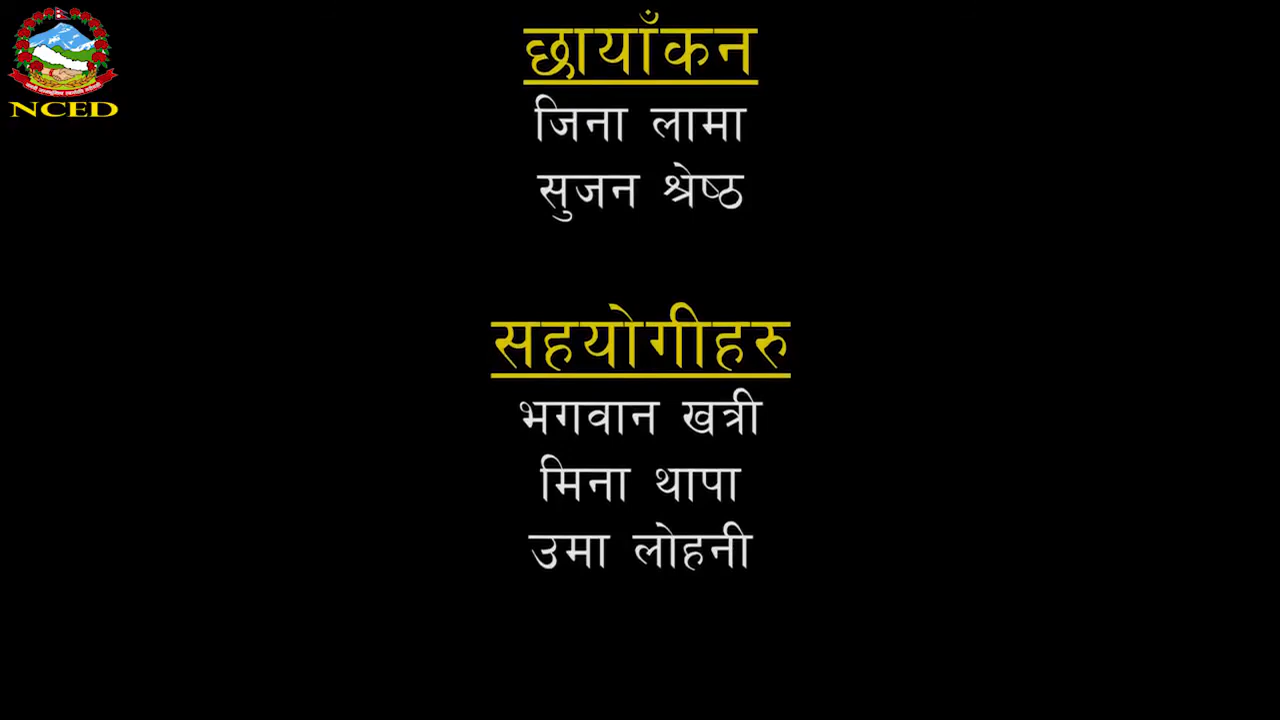 NCED
छायाँकन
जिना लामा
सुजन श्रेष्ठ
सहयोगीहरु
भगवान खत्री
मिना थापा
उमा लोहनी